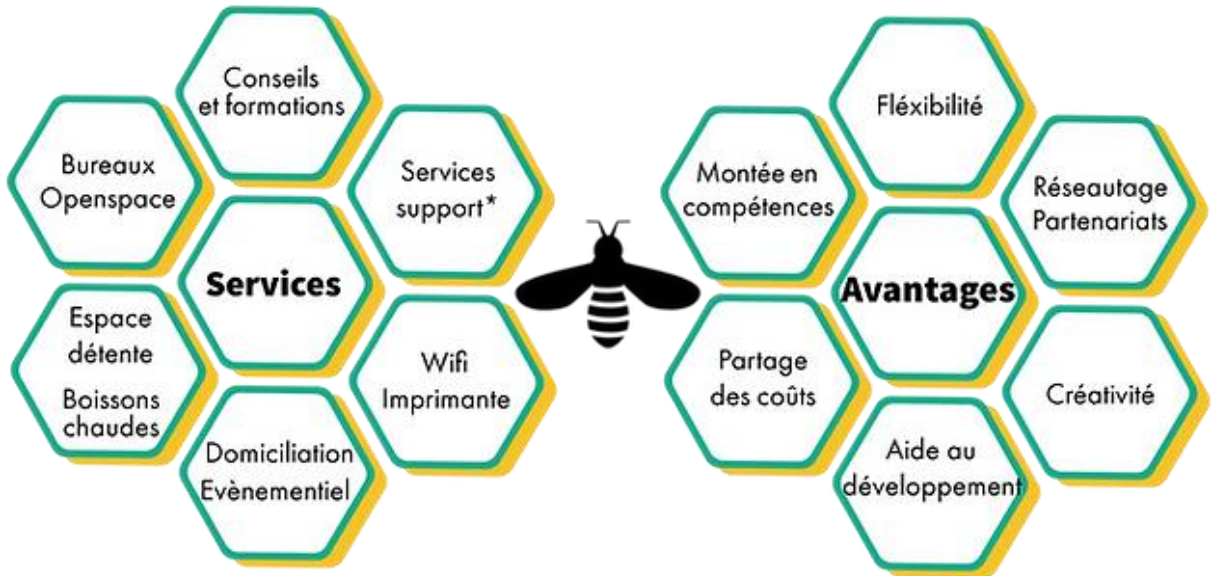 Conseils
et formations
Bureaux
Openspace
Services
support*
Services
Espace
détente
Boissons
chaudes
Wifi
Imprimante
Domiciliation
Evènementiel
Fléxibilité
Montée en
compétences
Réseautage
Partenariats
Avantages
Partage
des coûts
Créativité
Aide au
développement